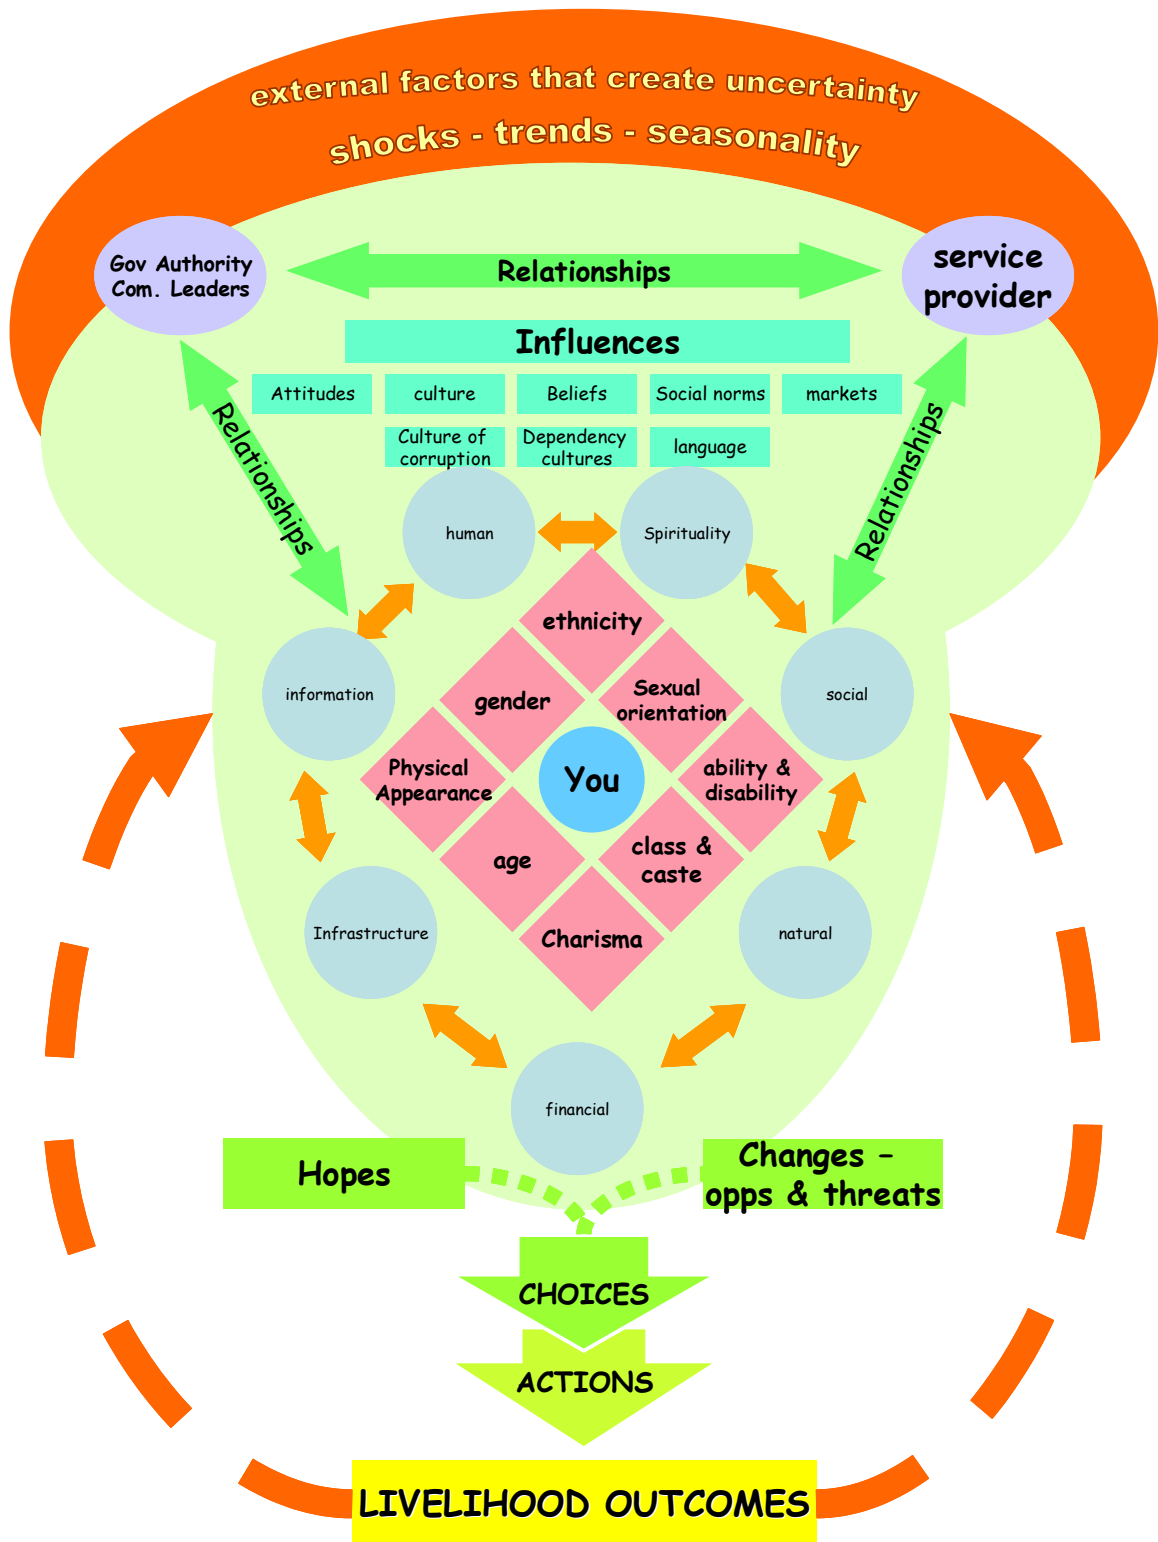 external factors that create uncertainty
shocks - trends - seasonality
Gov Authority
Com. Leaders
Relationships
service
provider
Influences
Attitudes
culture
Beliefs
Social norms
markets
Culture of
corruption
Dependency
cultures
language
Relationships
Relationships
human
Spirituality
ethnicity
information
gender
Sexual
orientation
social
Physical
Appearance
You
ability &
disability
age
class &
caste
Infrastructure
Charisma
natural
financial
Hopes
Changes –
opps & threats
CHOICES
ACTIONS
LIVELIHOOD OUTCOMES